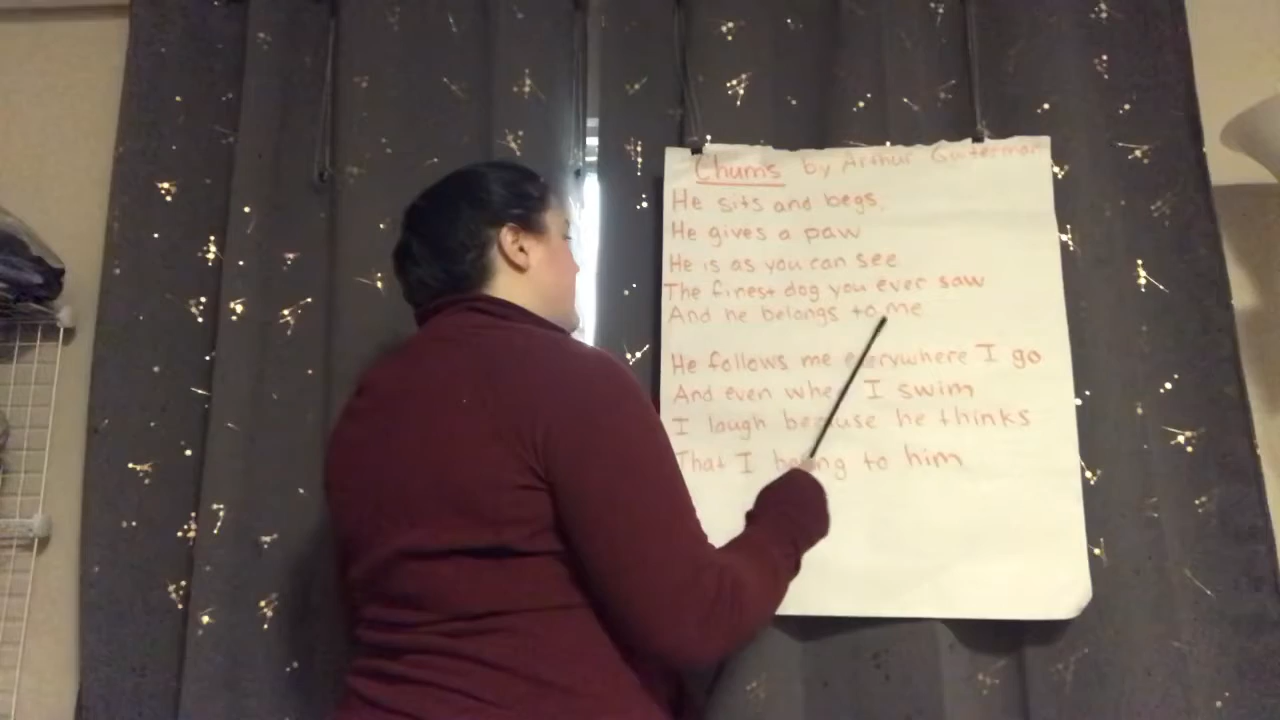 Chums by Arthur Guiterman
He sits and begs,
He gives a paw
He is as you can see
The finest dog you ever saw
And he belongs to me
He follows me everywhere I go
And even when I swim
I laugh because he thinks
That I belong to him